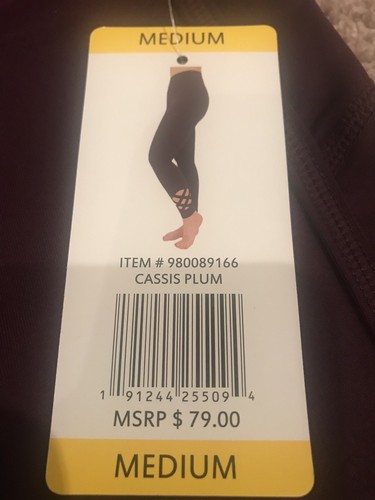 MEDIUM
ITEM # 980089166
CASSIS PLUM
1 91244 25509 4
MSRP $ 79.00
MEDIUM